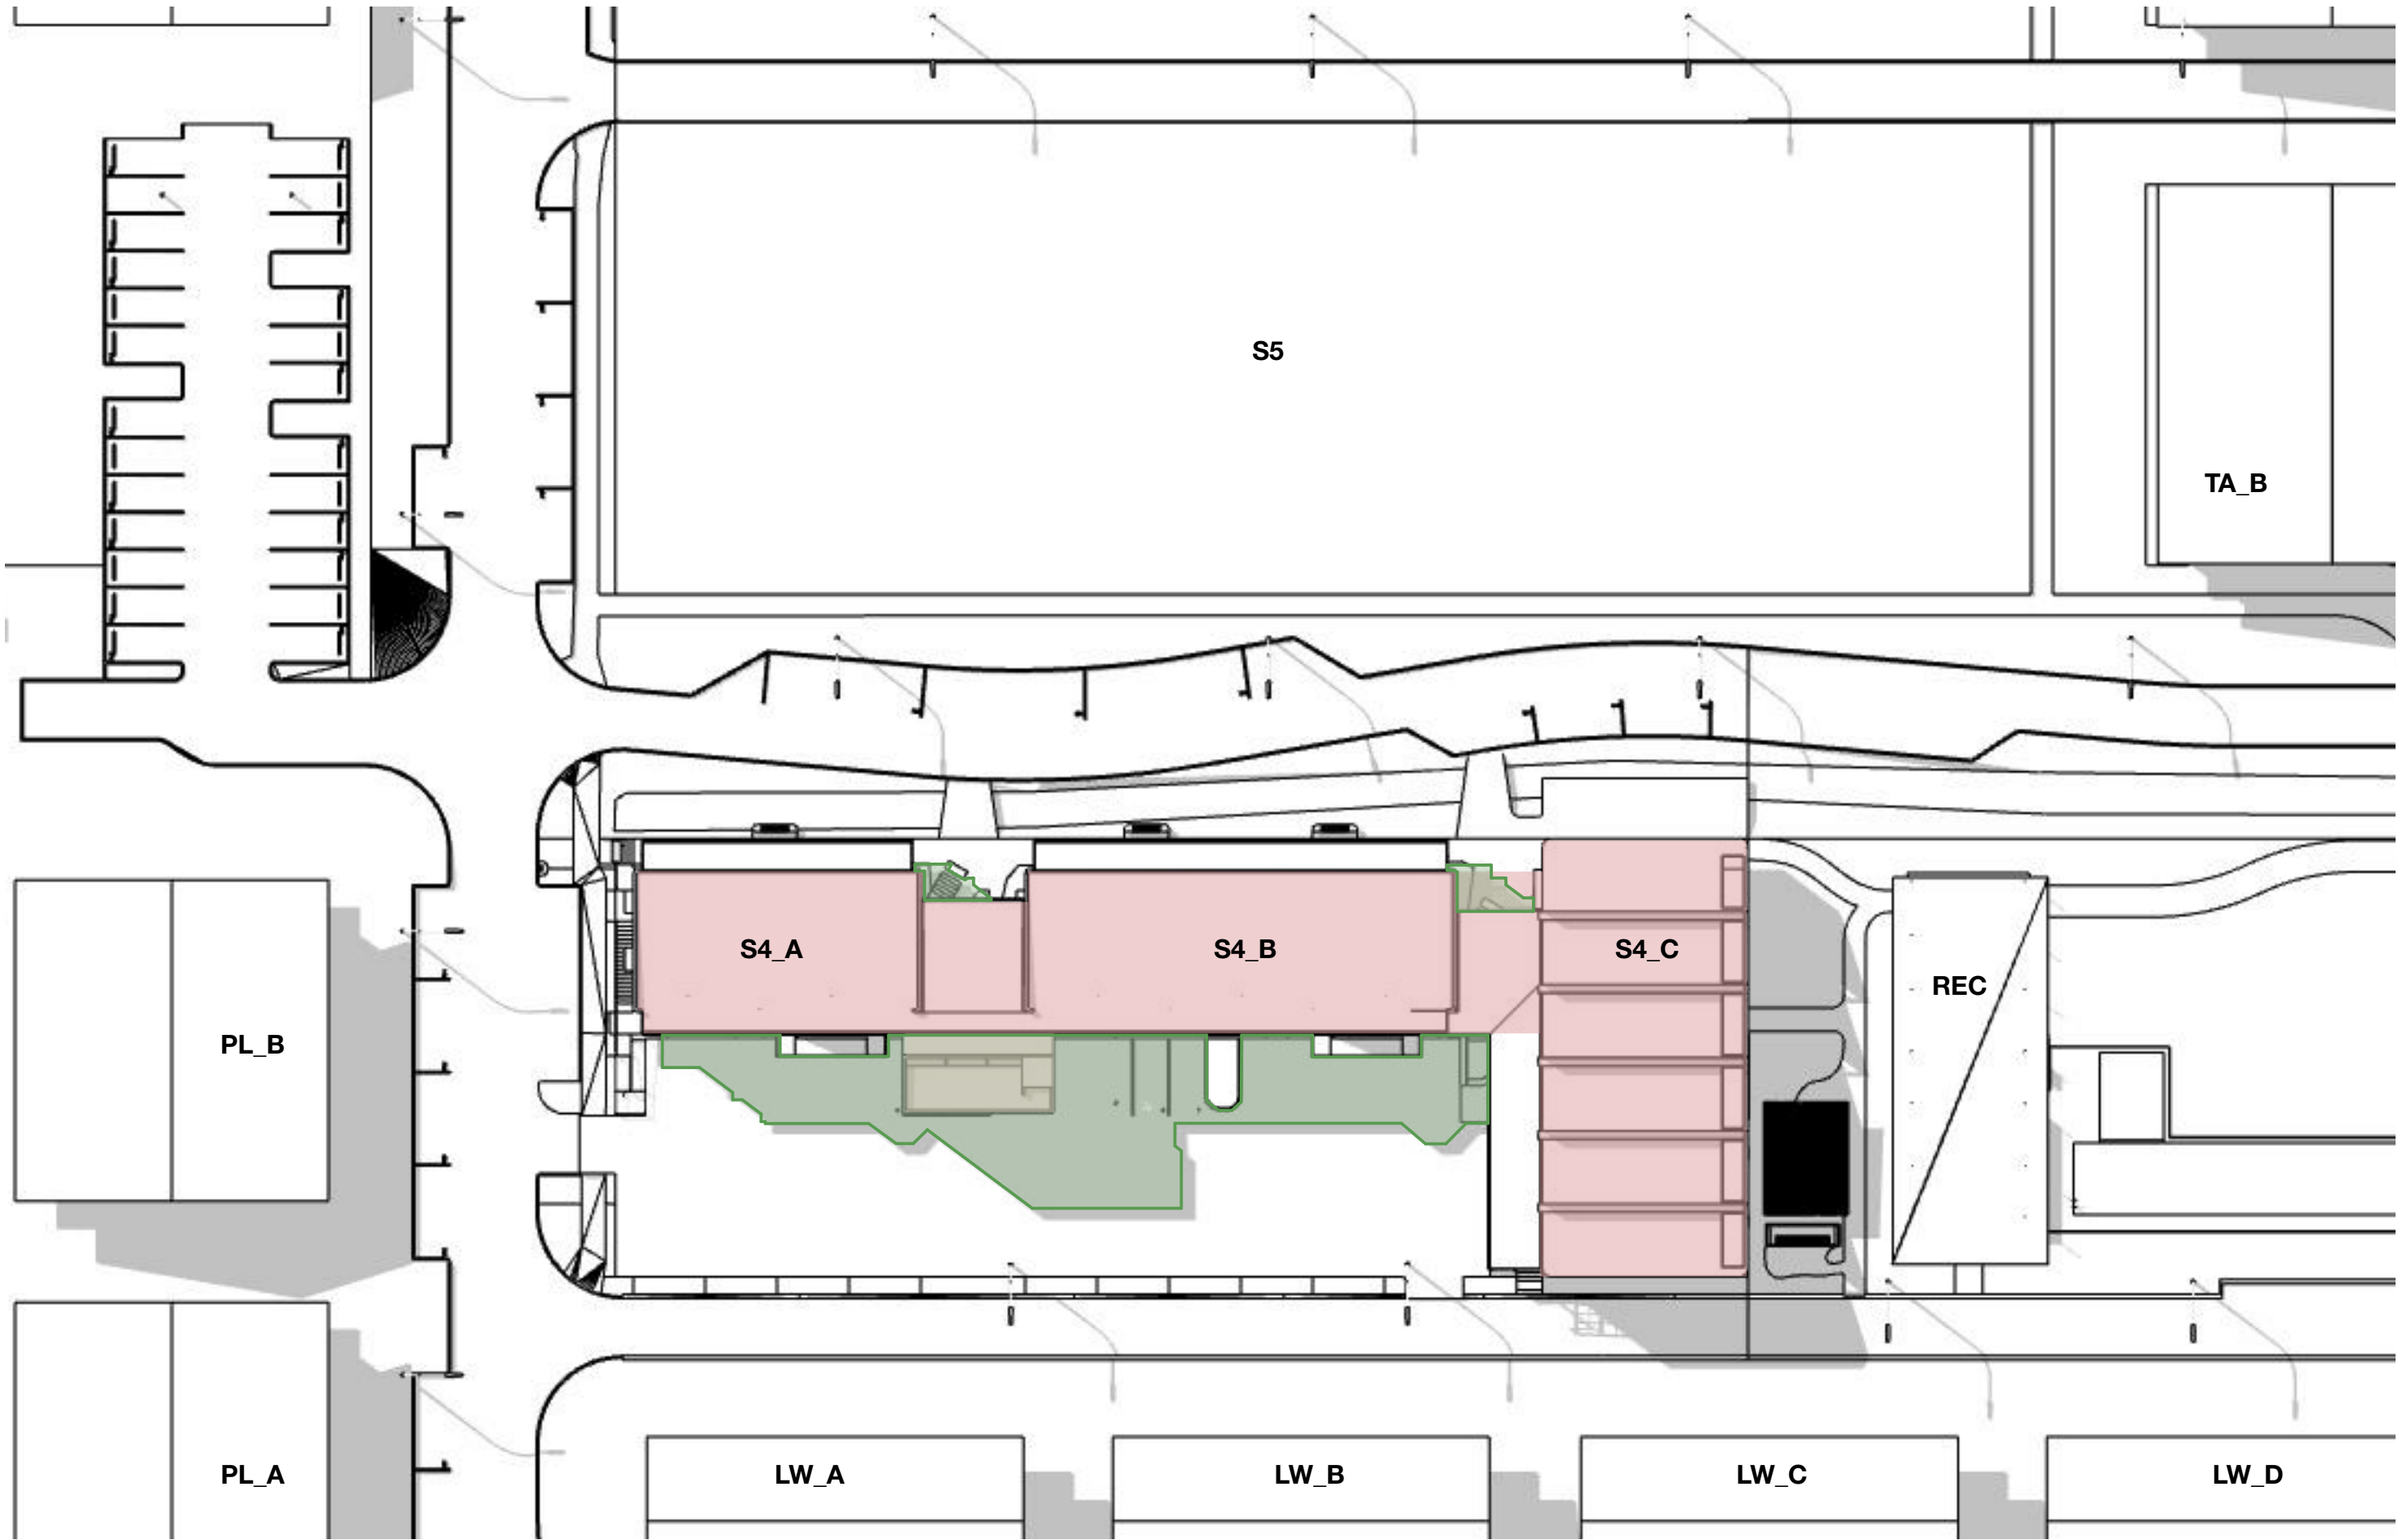 S5
TA_B
S4_A
S4_B
S4_C
REC
PL_B
PL_A
LW_A
LW_B
LW_C
LW_D